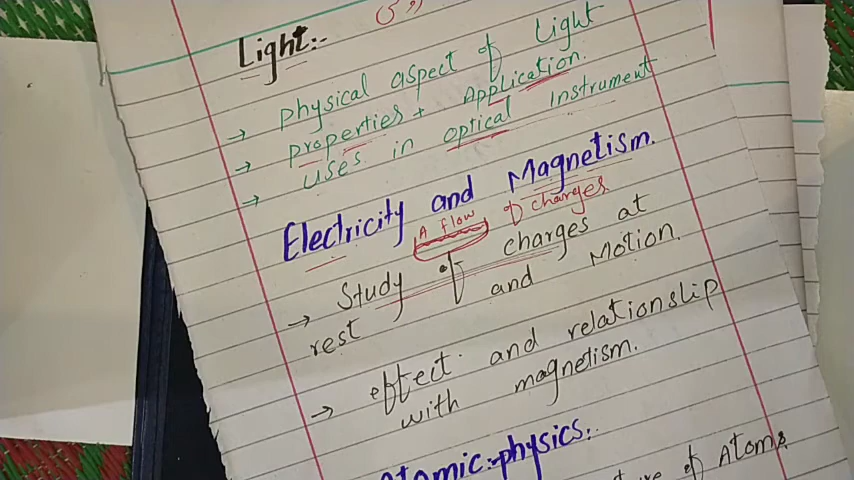 Light:-
→ physical aspect of Light
→ properties + Application.
→ uses in optical Instrument
Electricity and Magnetism.
A flow of charges
→ Study of charges at
rest and Motion.
→ effect and relationslip
with magnetism.
Atomic-physics:.
of Atoms